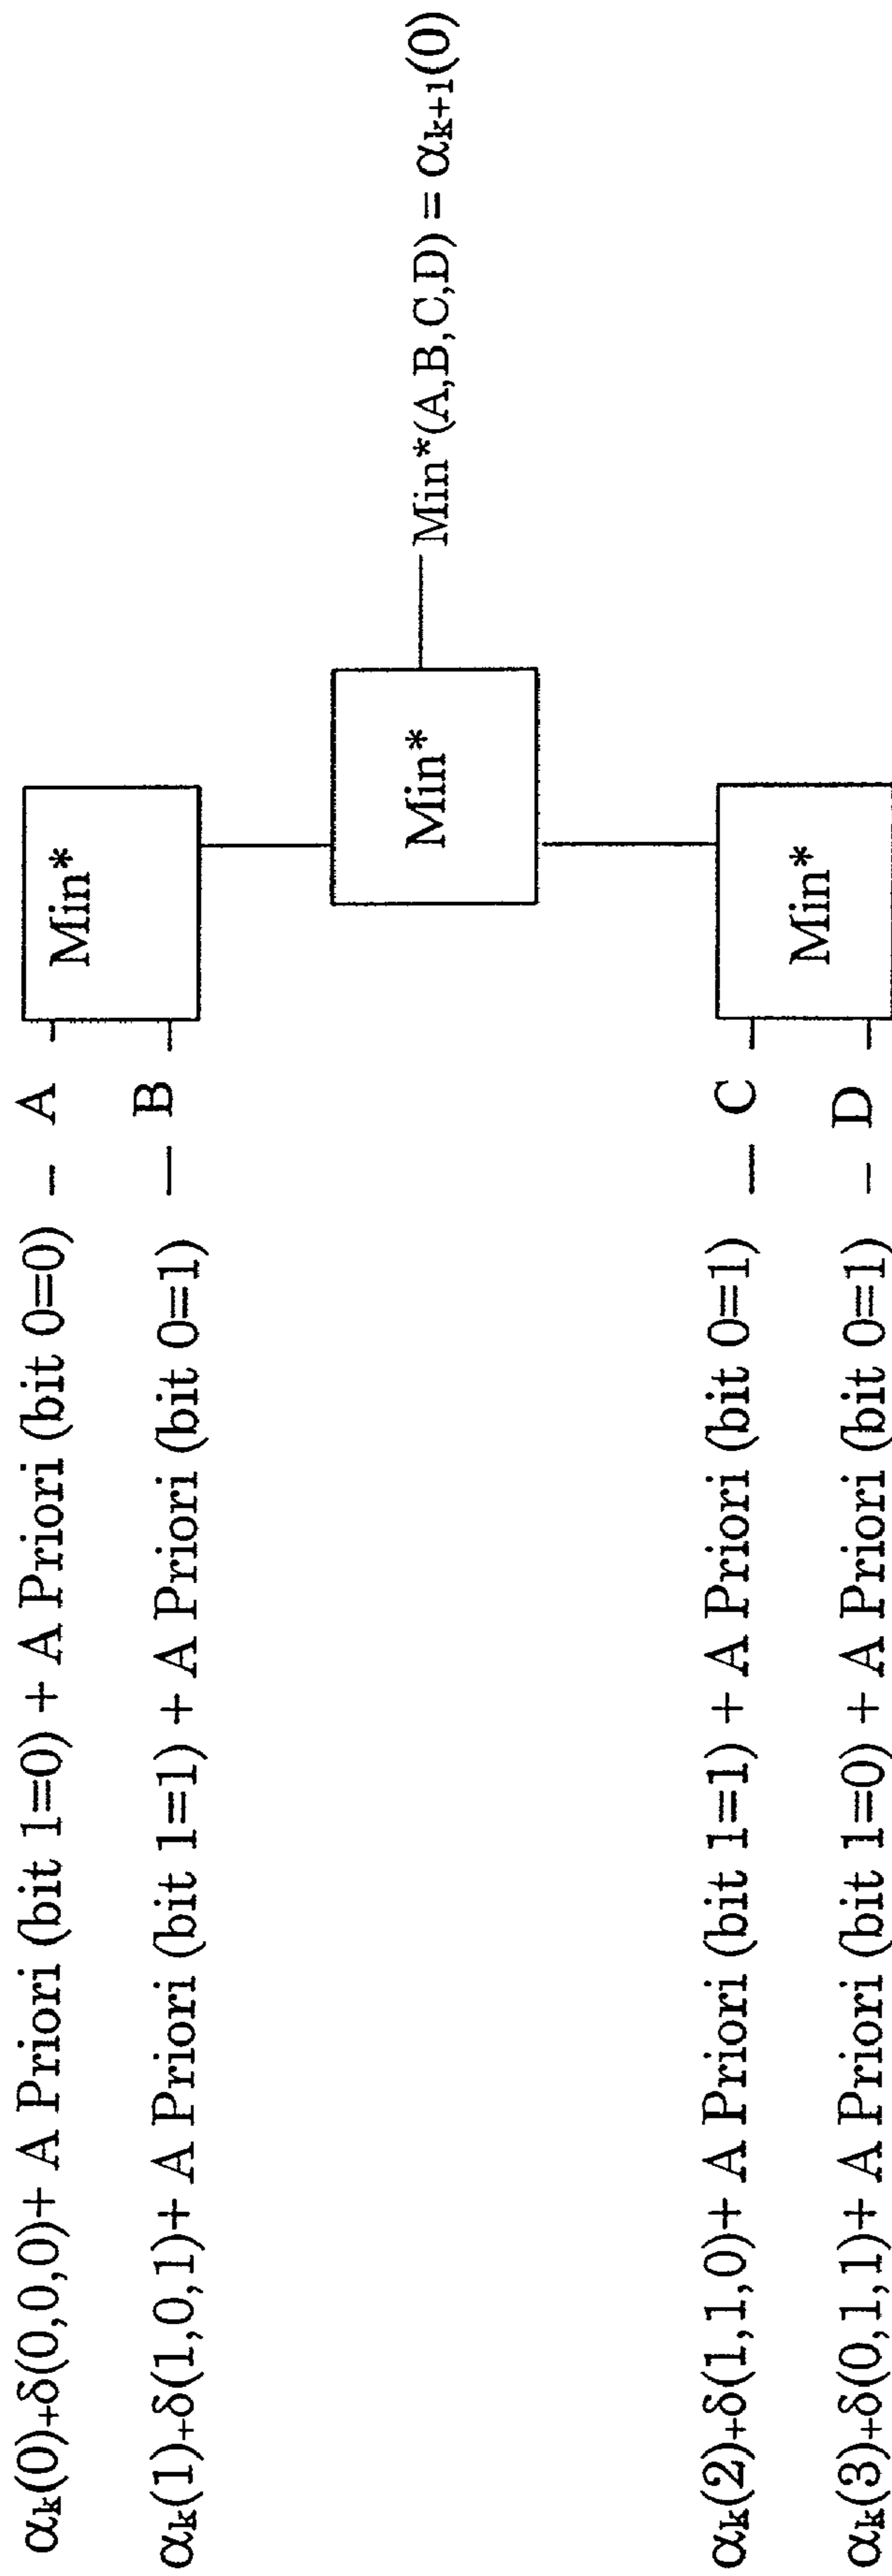 αk(0)+δ(0,0,0)+ A Priori (bit 1=0) + A Priori (bit 0=0) – A
αk(1)+δ(1,0,1)+ A Priori (bit 1=1) + A Priori (bit 0=1) — B
Min*
Min*
Min*(A,B,C,D) = αk+1(0)
αk(2)+δ(1,1,0)+ A Priori (bit 1=1) + A Priori (bit 0=1) — C
αk(3)+δ(0,1,1)+ A Priori (bit 1=0) + A Priori (bit 0=1) – D
Min*